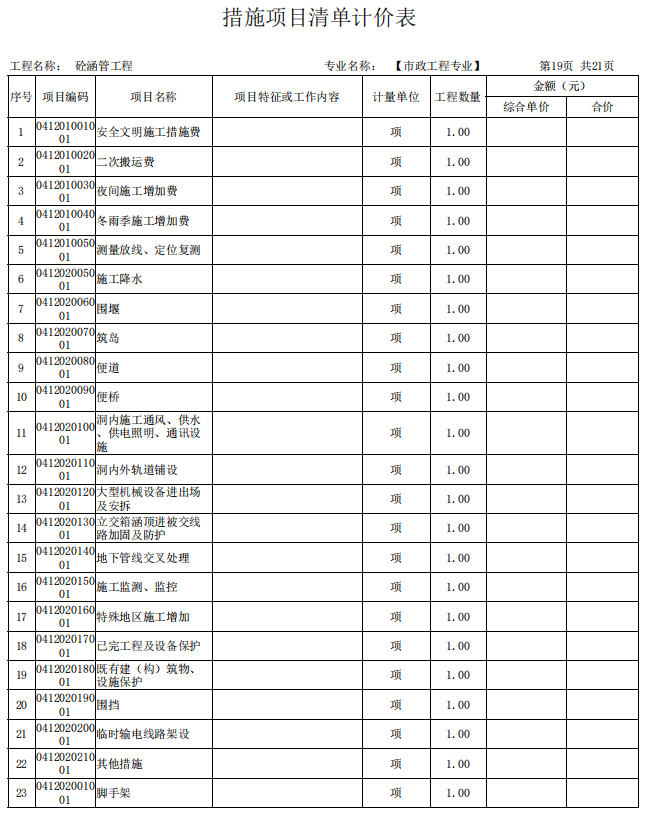 措施项目清单计价表
工程名称： 砼涵管工程 专业名称： 【市政工程专业】 第19页 共21页
序号 项目编码 项目名称 项目特征或工作内容 计量单位 工程数量 金额（元）
综合单价 合价
1 041201001001 安全文明施工措施费 项 1.00
2 041201002001 二次搬运费 项 1.00
3 041201003001 夜间施工增加费 项 1.00
4 041201004001 冬雨季施工增加费 项 1.00
5 041201005001 测量放线、定位复测 项 1.00
6 041202005001 施工降水 项 1.00
7 041202006001 围堰 项 1.00
8 041202007001 筑岛 项 1.00
9 041202008001 便道 项 1.00
10 041202009001 便桥 项 1.00
11 041202010001 洞内施工通风、供水、供电照明、通讯设施 项 1.00
12 041202011001 洞内外轨道铺设 项 1.00
13 041202012001 大型机械设备进出场及安拆 项 1.00
14 041202013001 立交箱涵顶进被交线路加固及防护 项 1.00
15 041202014001 地下管线交叉处理 项 1.00
16 041202015001 施工监测、监控 项 1.00
17 041202016001 特殊地区施工增加 项 1.00
18 041202017001 已完工程及设备保护 项 1.00
19 041202018001 既有建（构）筑物、设施保护 项 1.00
20 041202019001 围挡 项 1.00
21 041202020001 临时输电线路架设 项 1.00
22 041202021001 其他措施 项 1.00
23 041202001001 脚手架 项 1.00